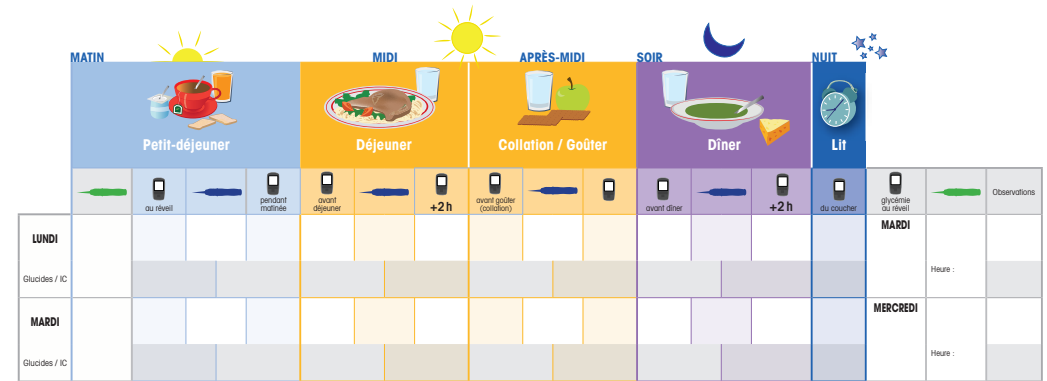 MATIN
MIDI
APRÈS-MIDI
SOIR
NUIT
Petit-déjeuner
Déjeuner
Collation / Goûter
Dîner
Lit
au réveil
pendant
matinée
avant
déjeuner
+2 h
avant goûter
(collation)
avant dîner
+2 h
du coucher
glycémie
au réveil
Observations
LUNDI
MARDI
Glucides / IC
Heure :
MARDI
MERCREDI
Glucides / IC
Heure :